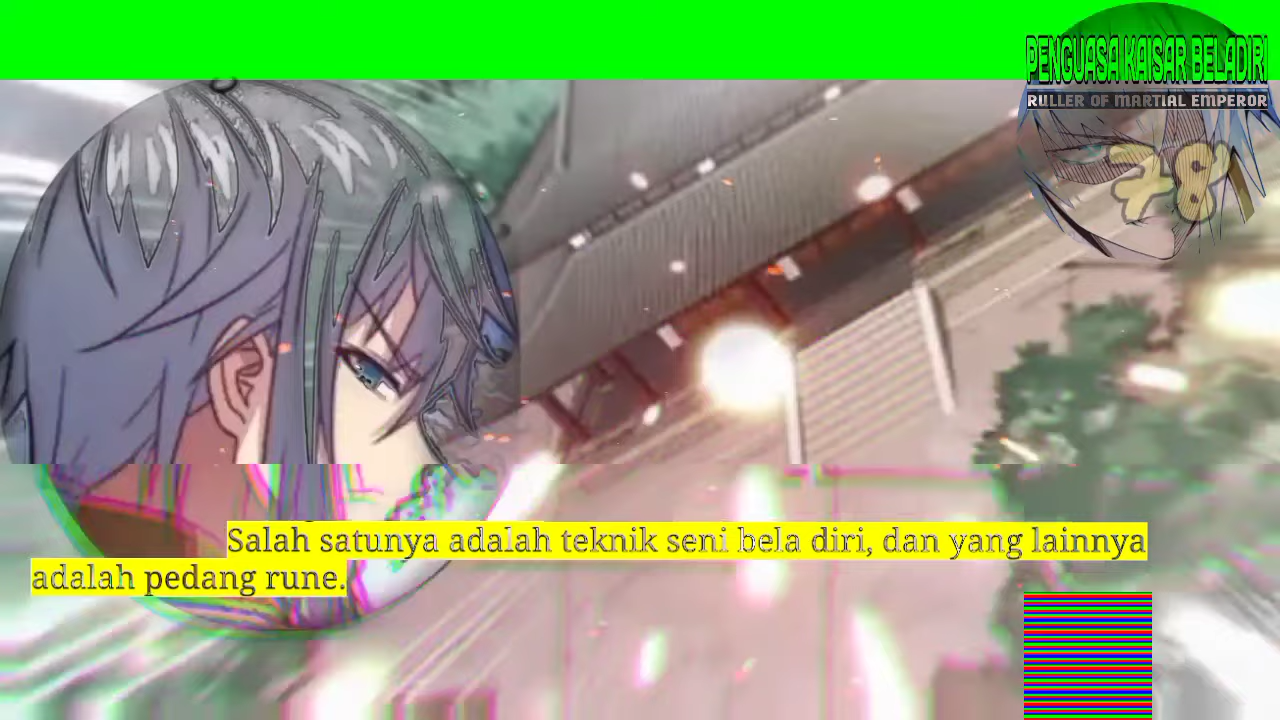 PENGUASA KAISAR BELADIRI
RULLER OF MARTIAL EMPEROR
Salah satunya adalah teknik seni bela diri, dan yang lainnya
adalah pedang rune.